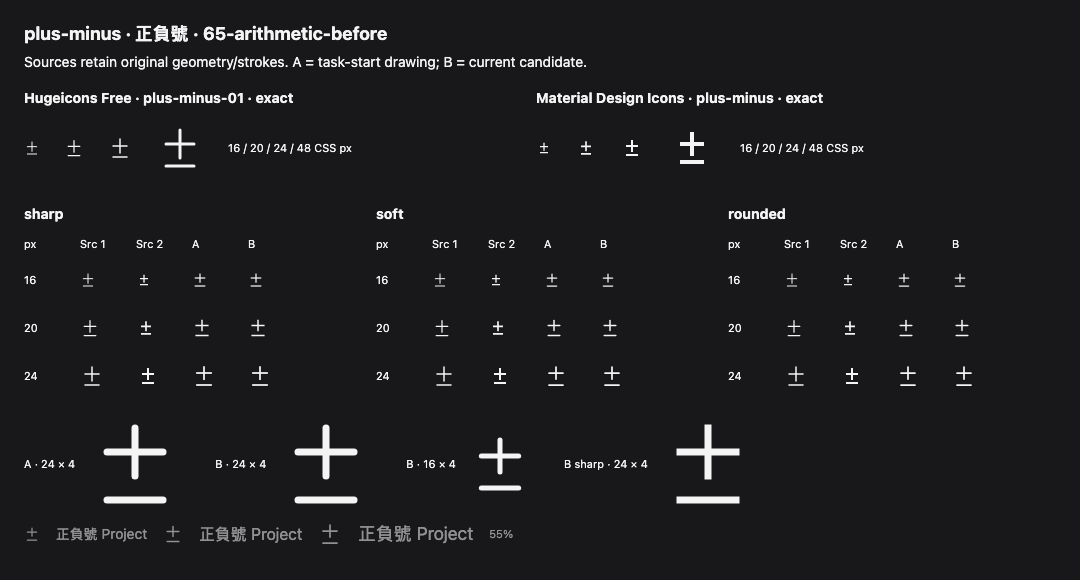 plus-minus · 正負號 · 65-arithmetic-before
Sources retain original geometry/strokes. A = task-start drawing; B = current candidate.
Hugeicons Free · plus-minus-01 · exact
Material Design Icons · plus-minus · exact
16 / 20 / 24 / 48 CSS px
16 / 20 / 24 / 48 CSS px
sharp soft rounded
px Src 1 Src 2 A B px Src 1 Src 2 A B px Src 1 Src 2 A B
16 16 16
20 20 20
24 24 24
A · 24 × 4 B · 24 × 4 B · 16 × 4 B sharp · 24 × 4
正負號 Project 正負號 Project 正負號 Project 55%